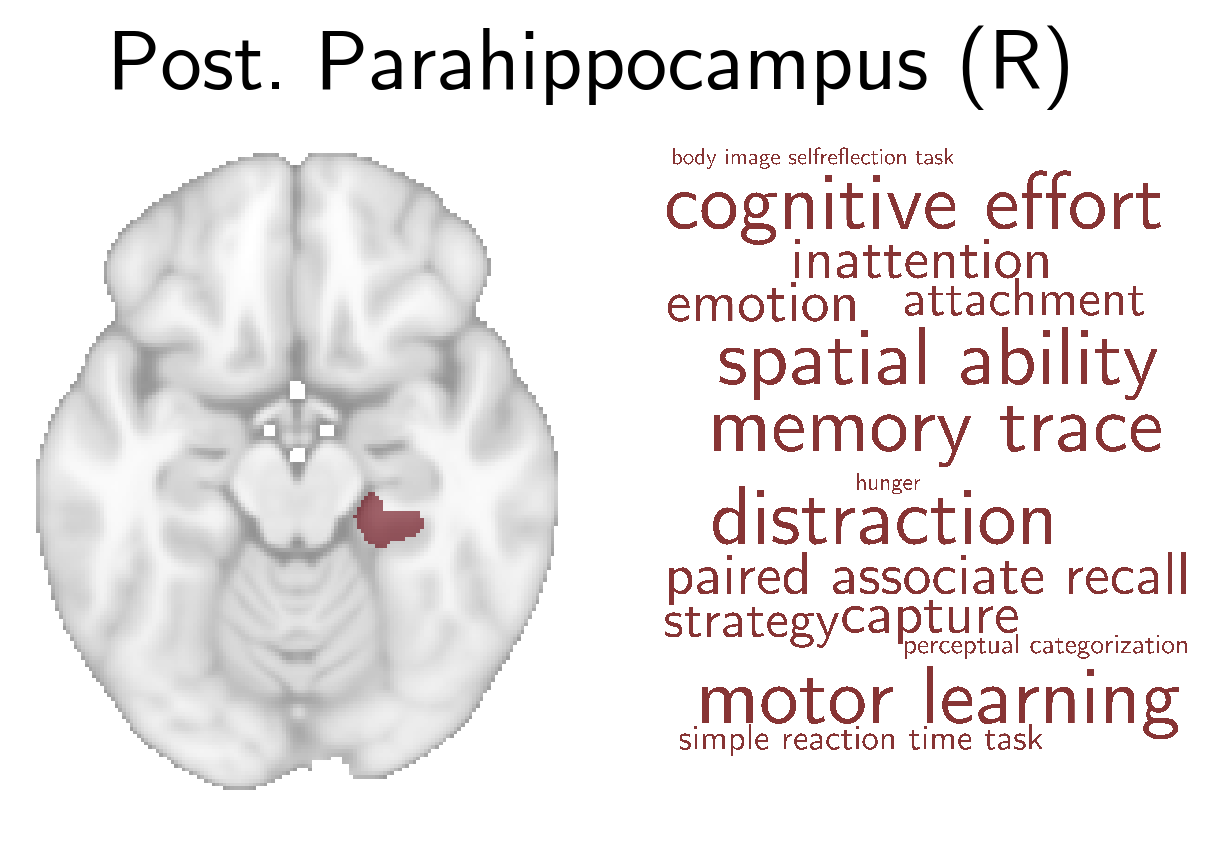 Post. Parahippocampus (R)
body image selfreflection task
cognitive effort
inattention
emotion attachment
spatial ability
memory trace
hunger
distraction
paired associate recall
strategy capture
perceptual categorization
motor learning
simple reaction time task